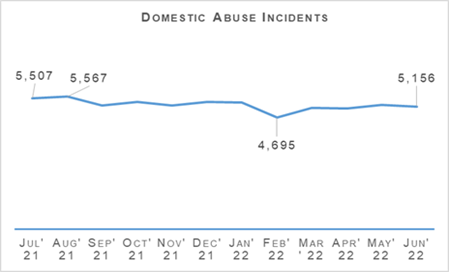 DOMESTIC ABUSE INCIDENTS
5,507
5,567
5,156
4,695
JUL' AUG' SEP' OCT' NOV' DEC' JAN' FEB' MAR APR' MAY' JUN'
21 21 21 21 21 21 22 22 ' 22 22 22 22